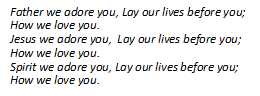 Father we adore you, Lay our lives before you;
How we love you.
Jesus we adore you,  Lay our lives before you;
How we love you.
Spirit we adore you, Lay our lives before you;
How we love you.